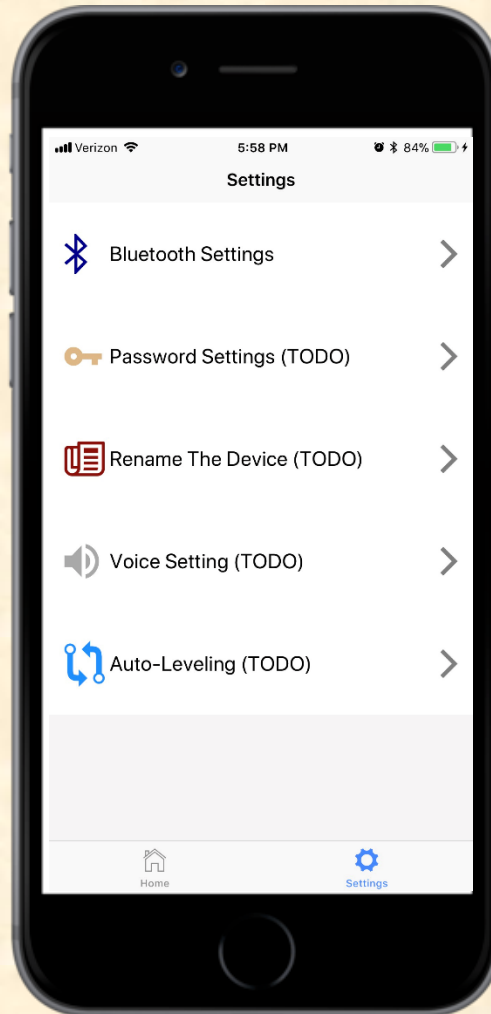 Verizon 5:58 PM 84%
Settings
Bluetooth Settings
Password Settings (TODO)
Rename The Device (TODO)
Voice Setting (TODO)
Auto-Leveling (TODO)
Home Settings